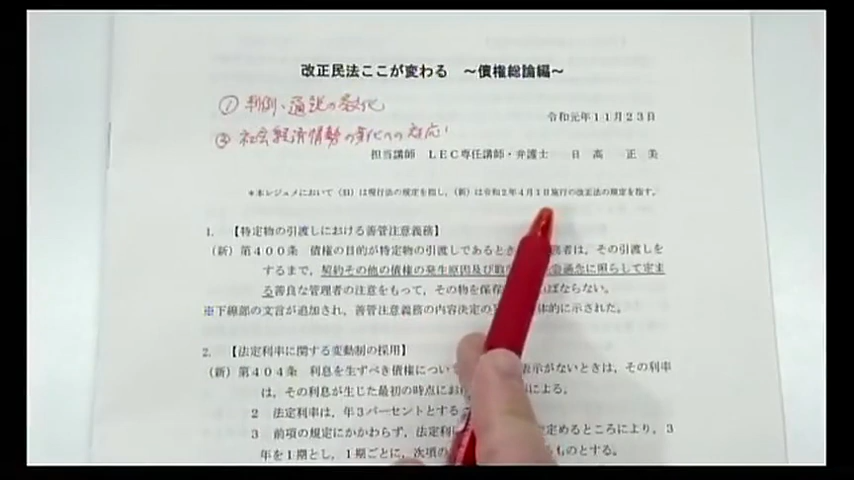 改正民法ここが変わる ～債権総論編～
① 判例・通説の条文化
② 社会経済情勢の変化への対応
令和元年11月23日
担当講師 LEC専任講師・弁護士 日髙 正美
＊本レジュメにおいて（旧）は現行法の規定を指し、（新）は令和２年４月１日施行の改正法の規定を指す。
1. 【特定物の引渡しにおける善管注意義務】
（新）第４００条 債権の目的が特定物の引渡しであるとき 務者は、その引渡しを
するまで、契約その他の債権の発生原因及び取 念に照らして定ま
る善良な管理者の注意をもって、その物を保存 ばならない。
※下線部の文言が追加され、善管注意義務の内容決定の 体的に示された。
2. 【法定利率に関する変動制の採用】
（新）第４０４条 利息を生ずべき債権につい 表示がないときは、その利率
は、その利息が生じた最初の時点にお による。
２ 法定利率は、年３パーセントとする
３ 前項の規定にかかわらず、法定利 定めるところにより、３
年を１期とし、１期ごとに、次項の ものとする。